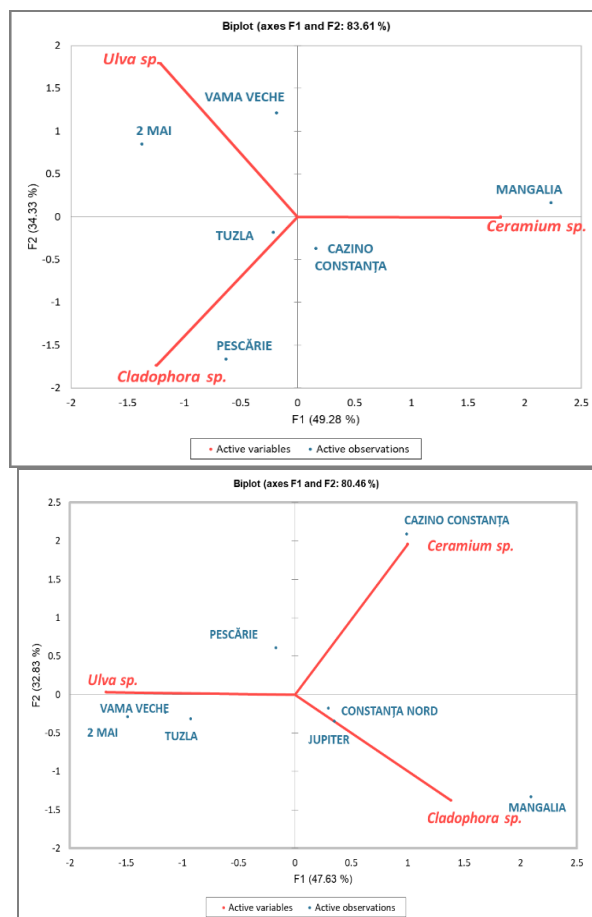 Biplot (axes F1 and F2: 83.61 %)
2
1.5
1
0.5
0
-0.5
-1
-1.5
-2
F2 (34.33 %)
Ulva sp.
VAMA VECHE
2 MAI
MANGALIA
Ceramium sp.
TUZLA
CAZINO
CONSTANȚA
PESCĂRIE
Cladophora sp.
-2 -1.5 -1 -0.5 0 0.5 1 1.5 2 2.5
F1 (49.28 %)
Active variables Active observations
Biplot (axes F1 and F2: 80.46 %)
2.5
2
1.5
1
0.5
0
-0.5
-1
-1.5
-2
F2 (32.83 %)
CAZINO CONSTANȚA
Ceramium sp.
PESCĂRIE
Ulva sp.
VAMA VECHE
CONSTANȚA NORD
2 MAI
TUZLA
JUPITER
MANGALIA
Cladophora sp.
-2 -1.5 -1 -0.5 0 0.5 1 1.5 2 2.5
F1 (47.63 %)
Active variables Active observations